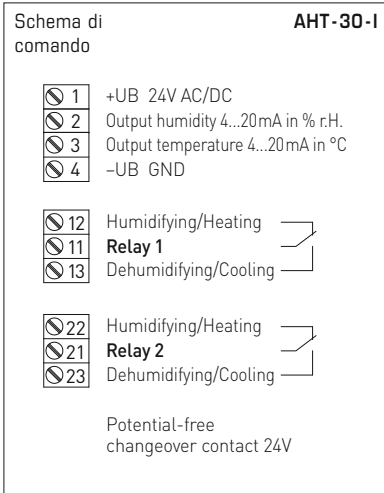 Schema di comando AHT-30-I
1 +UB 24V AC/DC
2 Output humidity 4...20mA in % r.H.
3 Output temperature 4...20mA in °C
4 –UB GND
12 Humidifying/Heating
11 Relay 1
13 Dehumidifying/Cooling
22 Humidifying/Heating
21 Relay 2
23 Dehumidifying/Cooling
Potential-free
changeover contact 24V